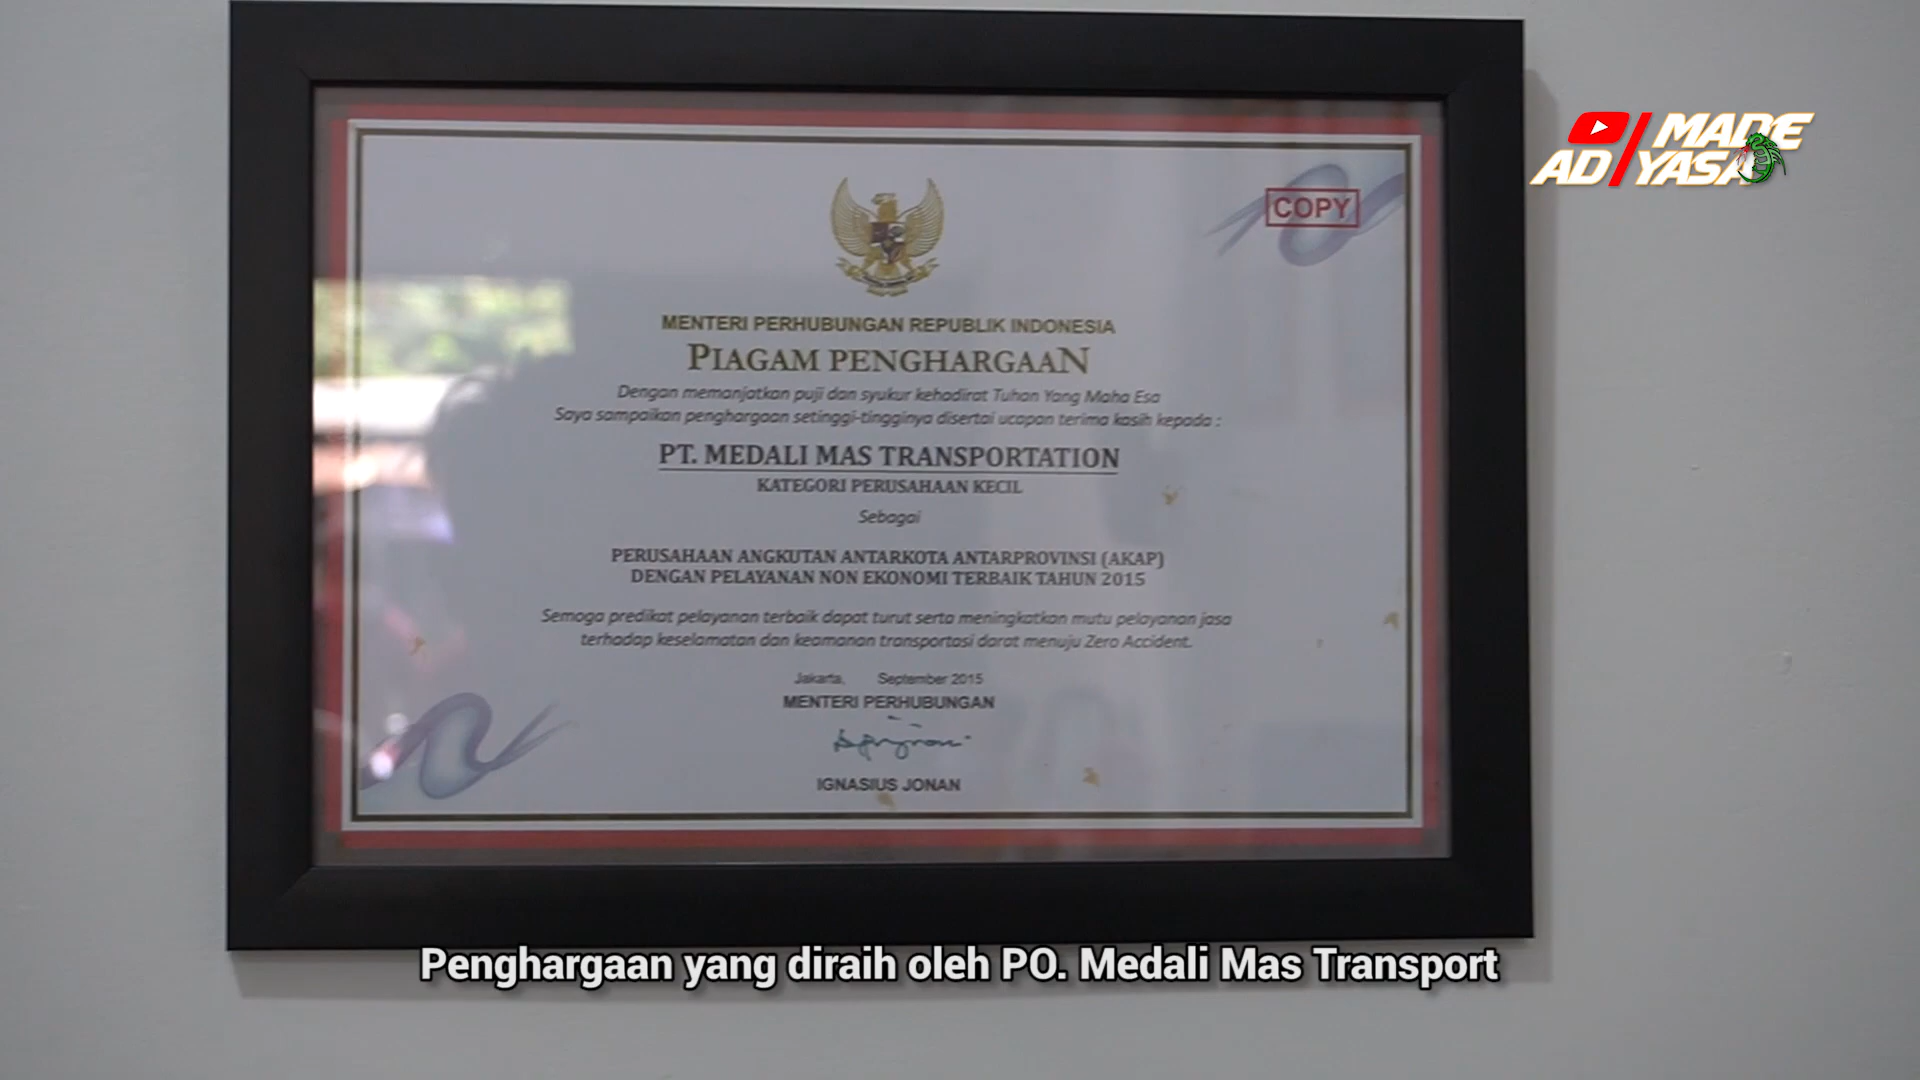 MADE
AD YASA
COPY
MENTERI PERHUBUNGAN REPUBLIK INDONESIA
PIAGAM PENGHARGAAN
Dengan memanjatkan puji dan syukur kehadirat Tuhan Yang Maha Esa
Saya sampaikan penghargaan setinggi-tingginya disertai ucapan terima kasih kepada :
PT. MEDALI MAS TRANSPORTATION
KATEGORI PERUSAHAAN KECIL
Sebagai
PERUSAHAAN ANGKUTAN ANTARKOTA ANTARPROVINSI (AKAP)
DENGAN PELAYANAN NON EKONOMI TERBAIK TAHUN 2015
Semoga predikat pelayanan terbaik dapat turut serta meningkatkan mutu pelayanan jasa
terhadap keselamatan dan keamanan transportasi darat menuju Zero Accident.
Jakarta, September 2015
MENTERI PERHUBUNGAN
IGNASIUS JONAN
Penghargaan yang diraih oleh PO. Medali Mas Transport